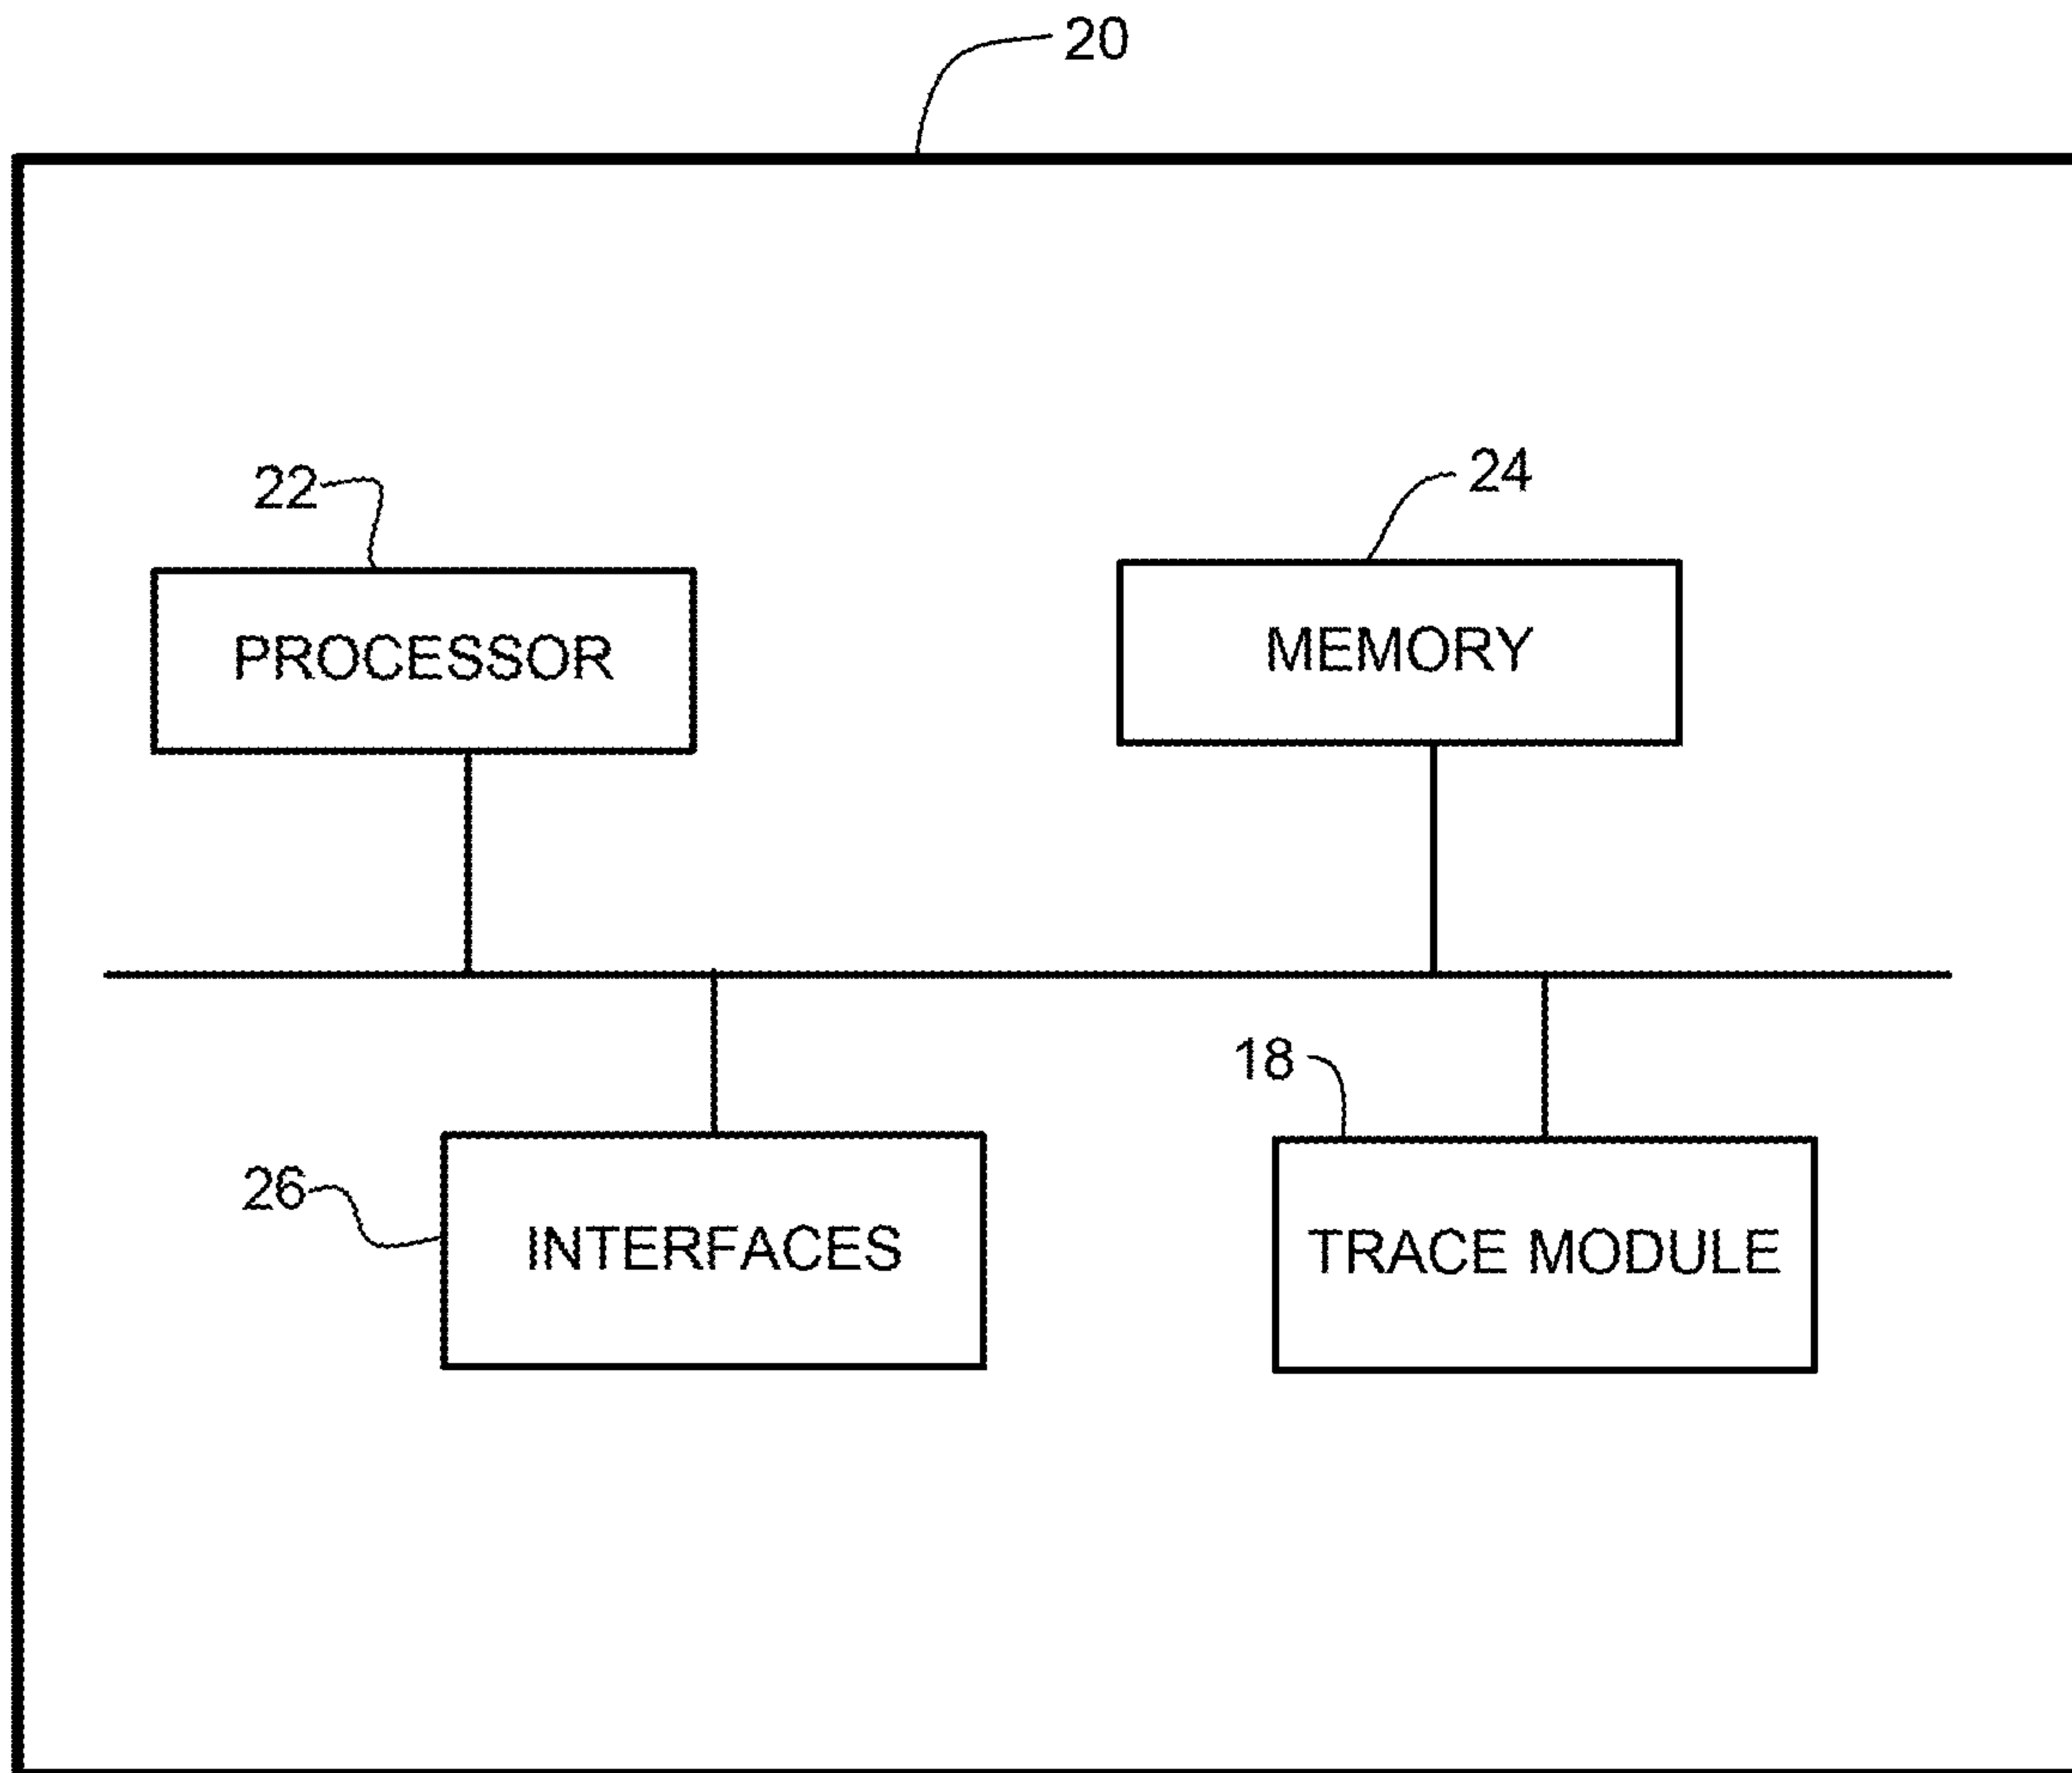 20
22
24
PROCESSOR
MEMORY
18
26
INTERFACES
TRACE MODULE